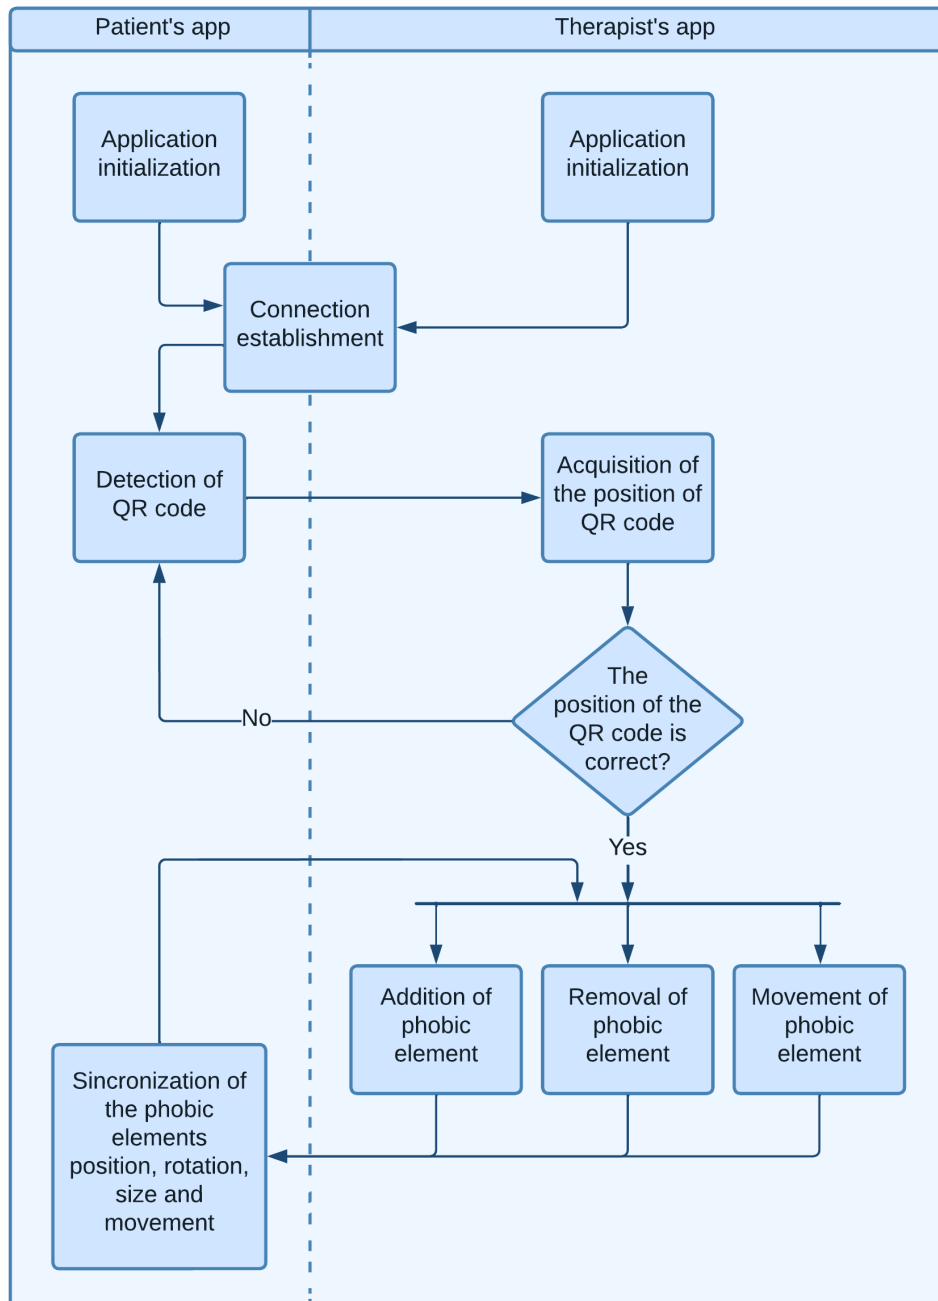 Patient's app
Therapist's app
Application
initialization
Application
initialization
Connection
establishment
Detection of
QR code
Acquisition of
the position of
QR code
The
position of the
QR code is
correct?
No
Yes
Addition of
phobic
element
Removal of
phobic
element
Movement of
phobic
element
Sincronization of
the phobic
elements
position, rotation,
size and
movement